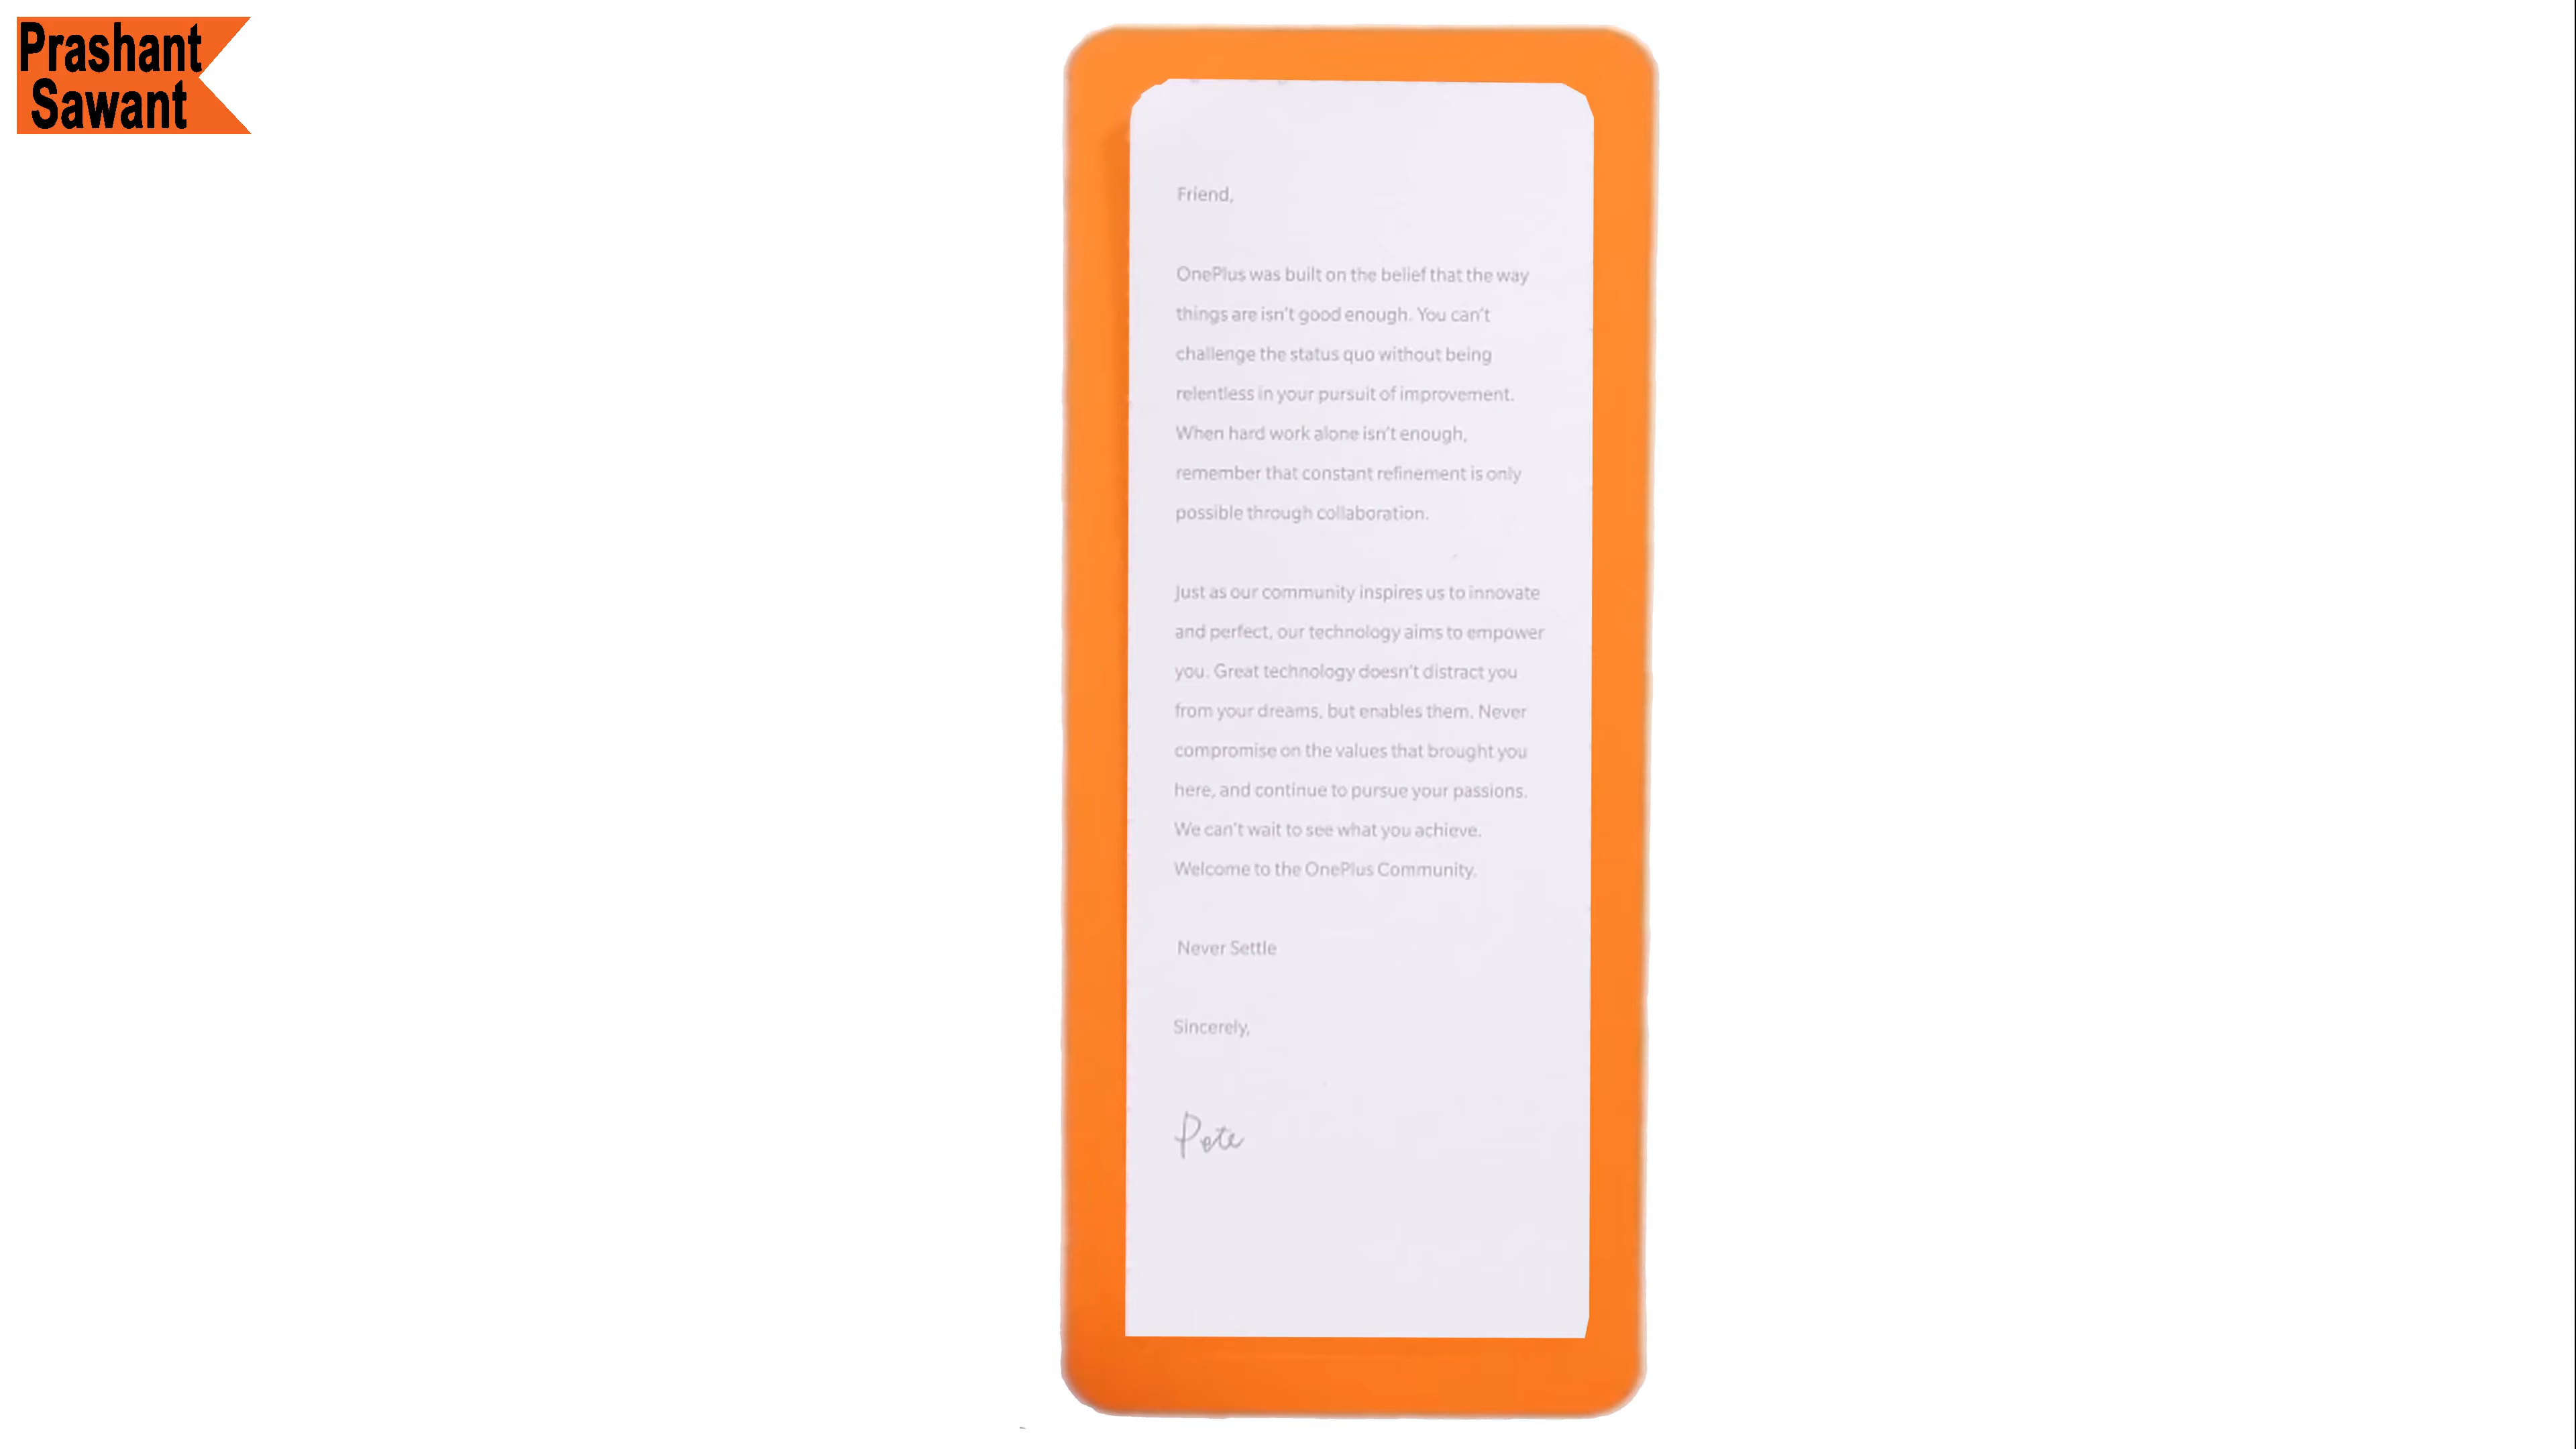 Prashant
Sawant
Friend,
OnePlus was built on the belief that the way
things are isn't good enough. You can't
challenge the status quo without being
relentless in your pursuit of improvement.
When hard work alone isn't enough,
remember that constant refinement is only
possible through collaboration.
Just as our community inspires us to innovate
and perfect, our technology aims to empower
you. Great technology doesn't distract you
from your dreams, but enables them. Never
compromise on the values that brought you
here, and continue to pursue your passions.
We can't wait to see what you achieve.
Welcome to the OnePlus Community.
Never Settle
Sincerely,
Pete